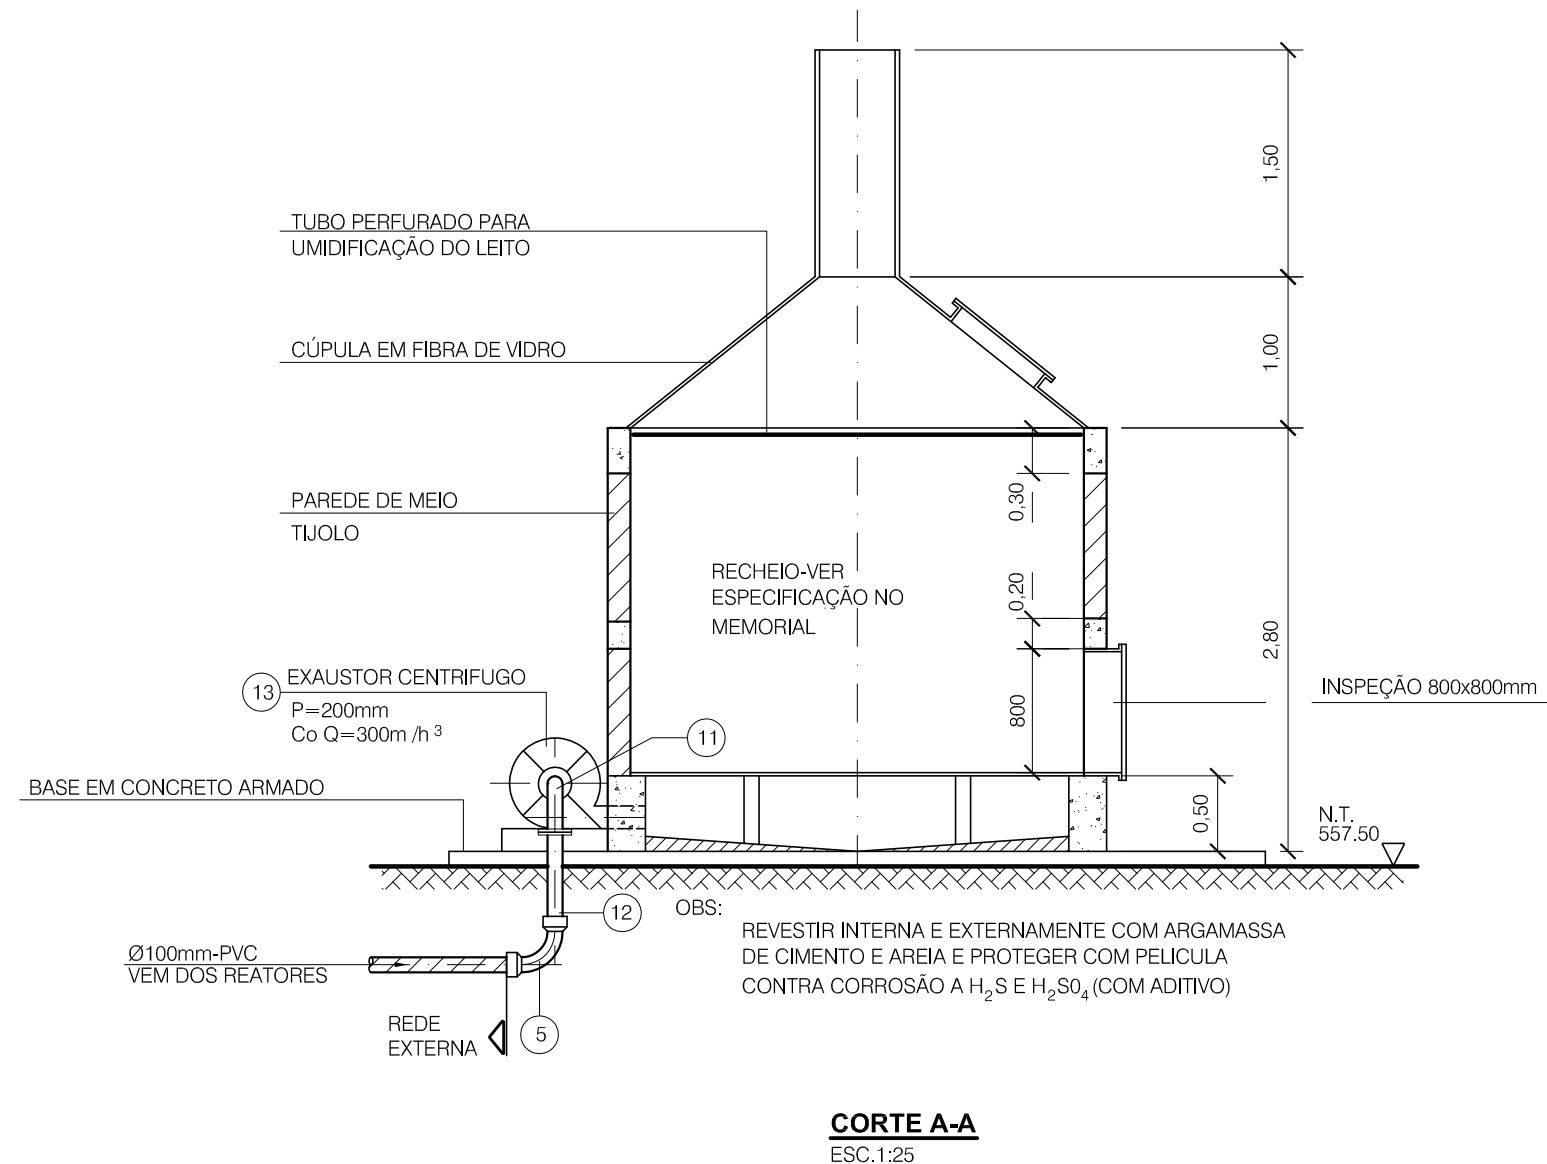 1,50
TUBO PERFURADO PARA
UMIDIFICAÇÃO DO LEITO
1,00
CÚPULA EM FIBRA DE VIDRO
PAREDE DE MEIO
TIJOLO
0,30
RECHEIO-VER
ESPECIFICAÇÃO NO
MEMORIAL
0,20
2,80
13
EXAUSTOR CENTRIFUGO
P=200mm
Co Q=300m /h 3
11
800
INSPEÇÃO 800x800mm
BASE EM CONCRETO ARMADO
0,50
N.T.
557.50
12
OBS:
REVESTIR INTERNA E EXTERNAMENTE COM ARGAMASSA
DE CIMENTO E AREIA E PROTEGER COM PELICULA
CONTRA CORROSÃO A H2S E H2S04 (COM ADITIVO)
Ø100mm-PVC
VEM DOS REATORES
REDE
EXTERNA
5
CORTE A-A
ESC.1:25